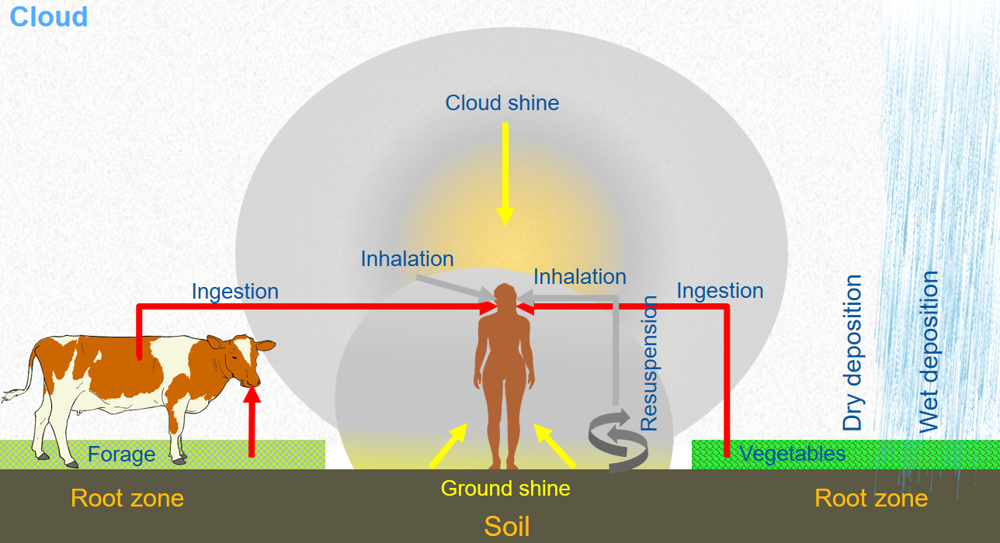 Cloud
Cloud shine
Inhalation
Inhalation
Ingestion
Ingestion
Resuspension
Dry deposition
Wet deposition
Forage
Vegetables
Ground shine
Root zone
Root zone
Soil